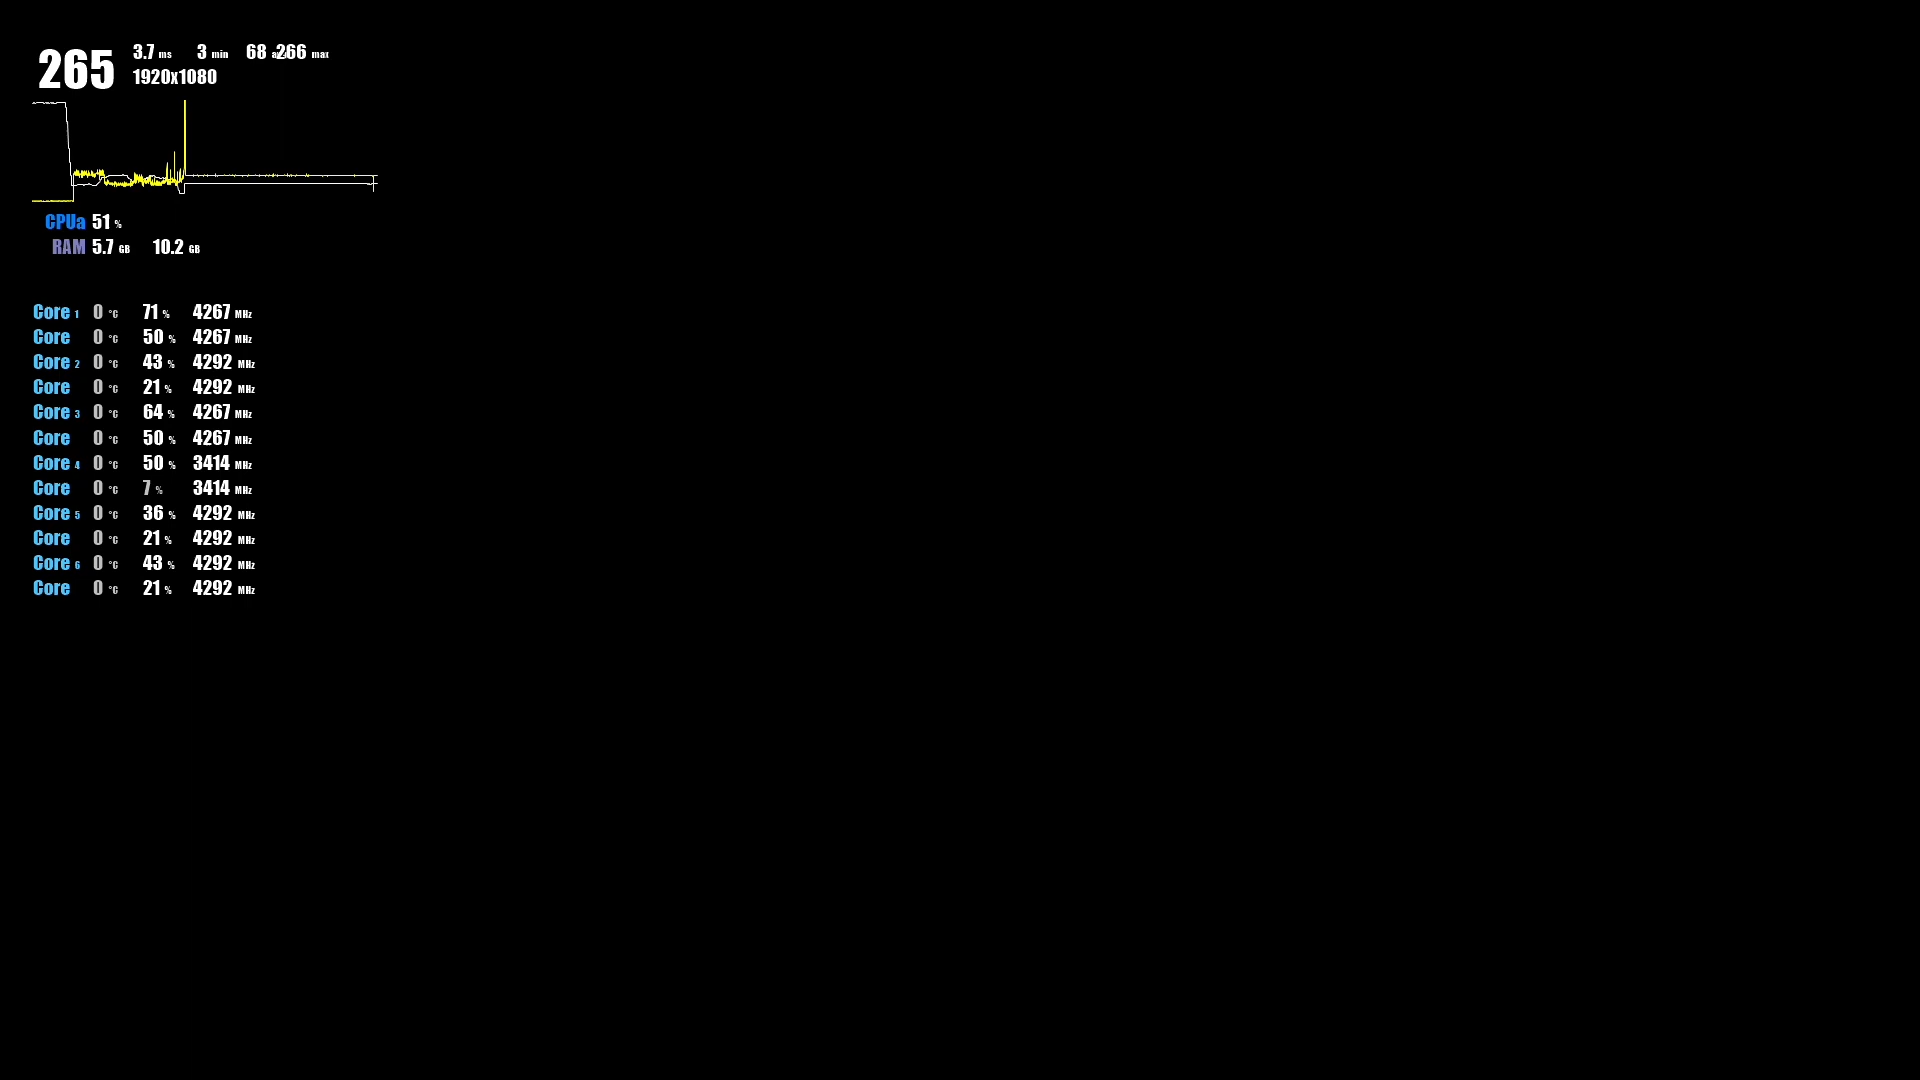 265 3.7 ms 3 min 68 266 max
1920x1080
CPUa 51 %
RAM 5.7 GB 10.2 GB
Core 1 0 °C 71 % 4267 MHz
Core 0 °C 50 % 4267 MHz
Core 2 0 °C 43 % 4292 MHz
Core 0 °C 21 % 4292 MHz
Core 3 0 °C 64 % 4267 MHz
Core 0 °C 50 % 4267 MHz
Core 4 0 °C 50 % 3414 MHz
Core 0 °C 7 % 3414 MHz
Core 5 0 °C 36 % 4292 MHz
Core 0 °C 21 % 4292 MHz
Core 6 0 °C 43 % 4292 MHz
Core 0 °C 21 % 4292 MHz